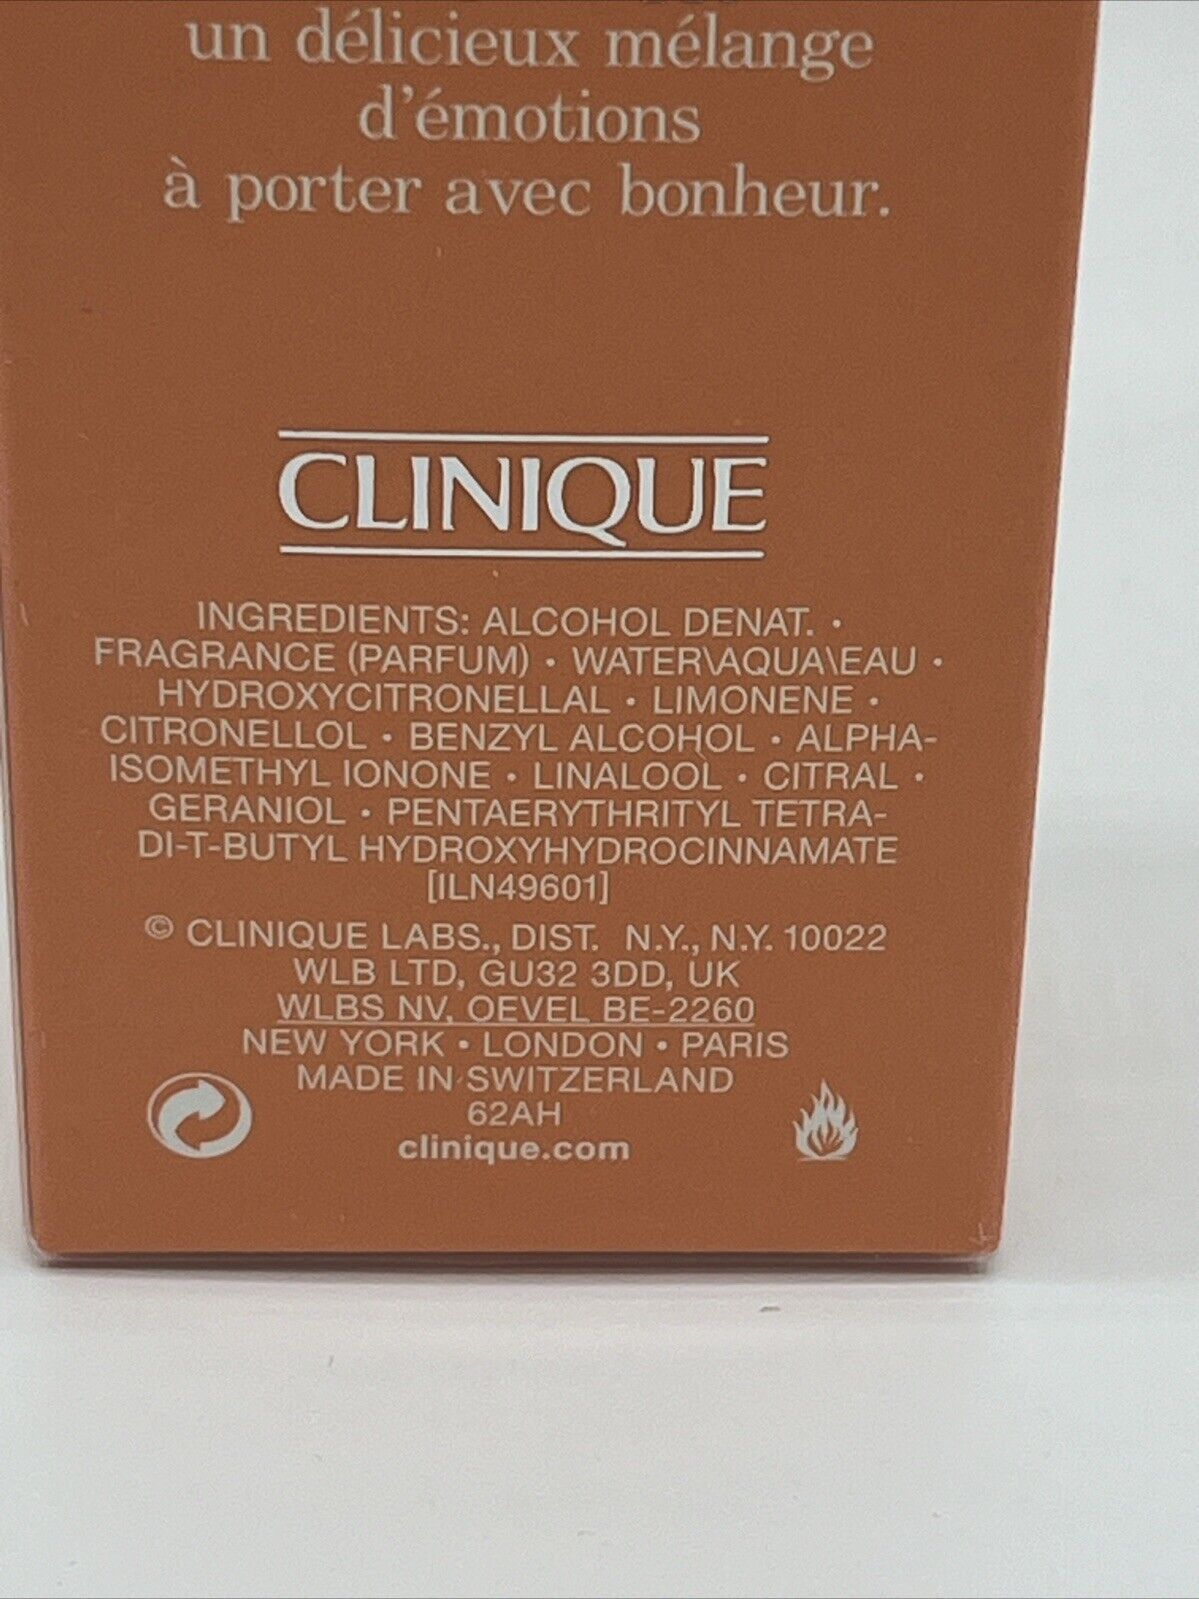 un délicieux mélange
d'émotions
à porter avec bonheur.
CLINIQUE
INGREDIENTS: ALCOHOL DENAT. •
FRAGRANCE (PARFUM) • WATER\AQUA\EAU •
HYDROXYCITRONELLAL • LIMONENE •
CITRONELLOL • BENZYL ALCOHOL • ALPHA-
ISOMETHYL IONONE • LINALOOL • CITRAL •
GERANIOL • PENTAERYTHRITYL TETRA-
DI-T-BUTYL HYDROXYHYDROCINNAMATE
[ILN49601]
© CLINIQUE LABS., DIST. N.Y., N.Y. 10022
WLB LTD, GU32 3DD, UK
WLBS NV, OEVEL BE-2260
NEW YORK • LONDON • PARIS
MADE IN SWITZERLAND
62AH
clinique.com